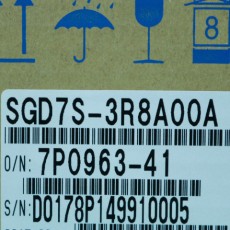 8
SGD7S-3R8A00A
O/N: 7P0963-41
S/N: D0178P149910005